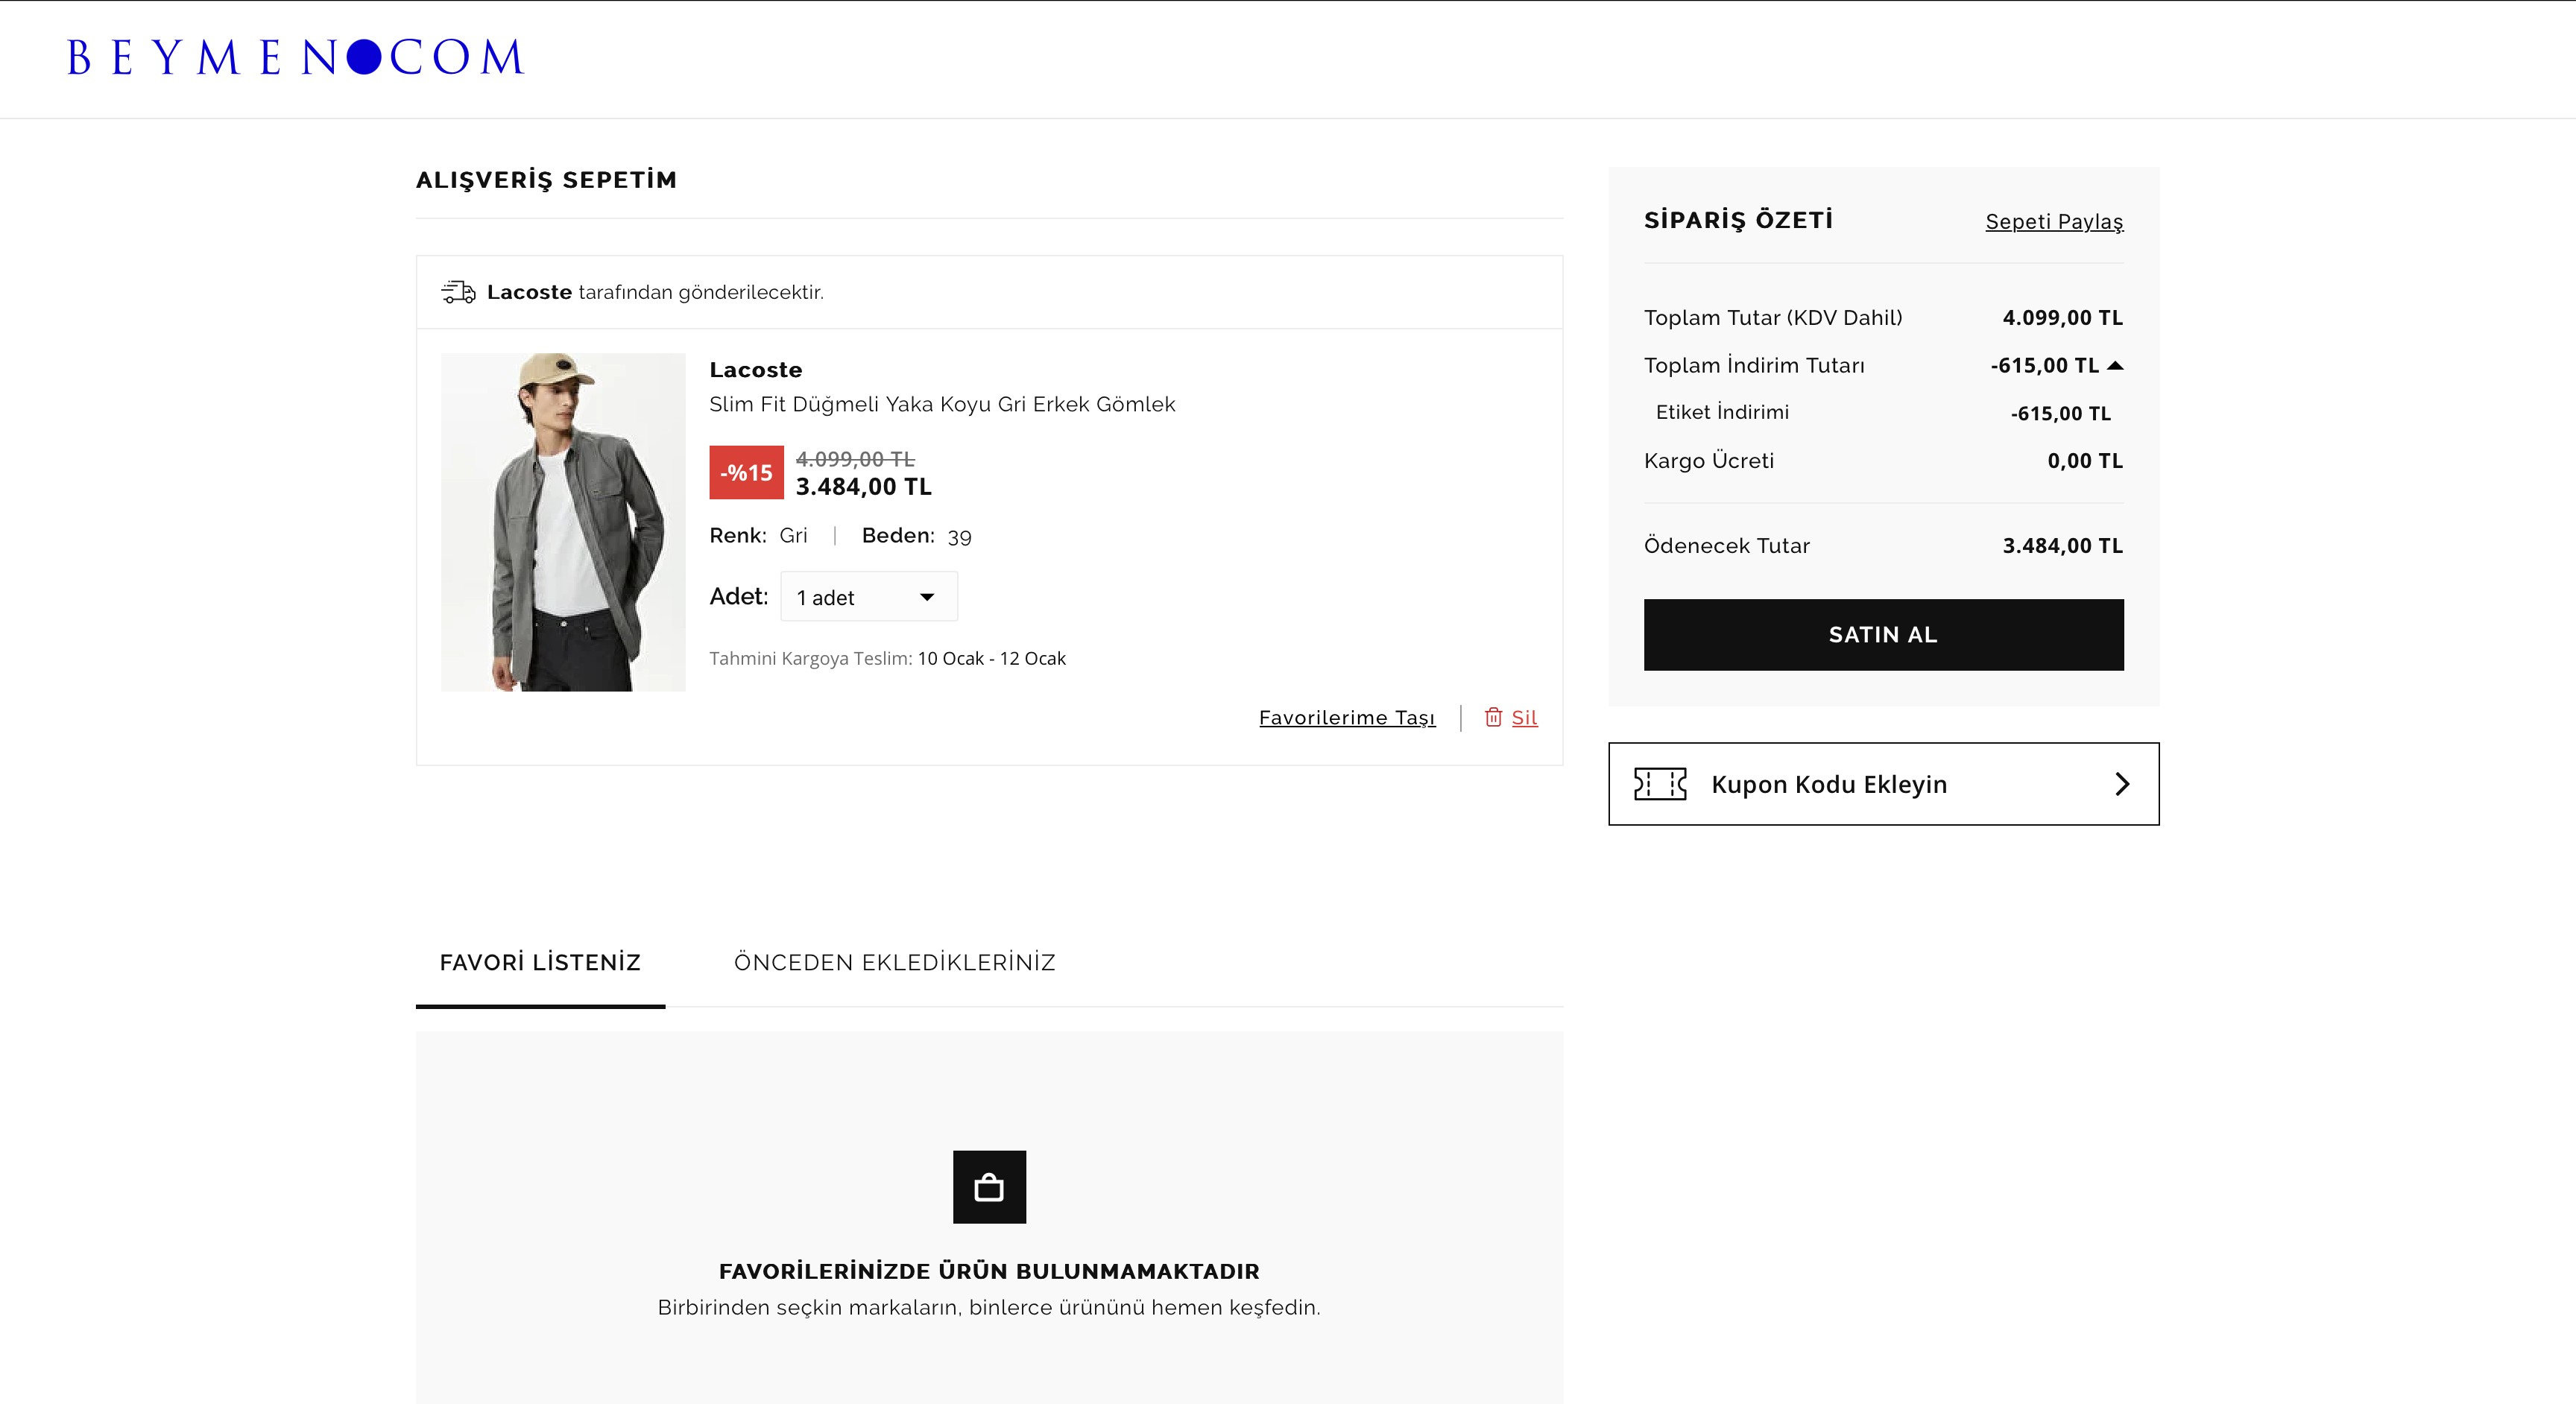 BEYMEN●COM
ALIŞVERİŞ SEPETİM
Lacoste tarafından gönderilecektir.
Lacoste
Slim Fit Düğmeli Yaka Koyu Gri Erkek Gömlek
-%15
4.099,00 TL
3.484,00 TL
Renk: Gri | Beden: 39
Adet: 1 adet
Tahmini Kargoya Teslim: 10 Ocak - 12 Ocak
Favorilerime Taşı | Sil
SİPARİŞ ÖZETİ Sepeti Paylaş
Toplam Tutar (KDV Dahil) 4.099,00 TL
Toplam İndirim Tutarı -615,00 TL
Etiket İndirimi -615,00 TL
Kargo Ücreti 0,00 TL
Ödenecek Tutar 3.484,00 TL
SATIN AL
Kupon Kodu Ekleyin
FAVORİ LİSTENİZ ÖNCEDEN EKLEDİKLERİNİZ
FAVORİLERİNİZDE ÜRÜN BULUNMAMAKTADIR
Birbirinden seçkin markaların, binlerce ürününü hemen keşfedin.